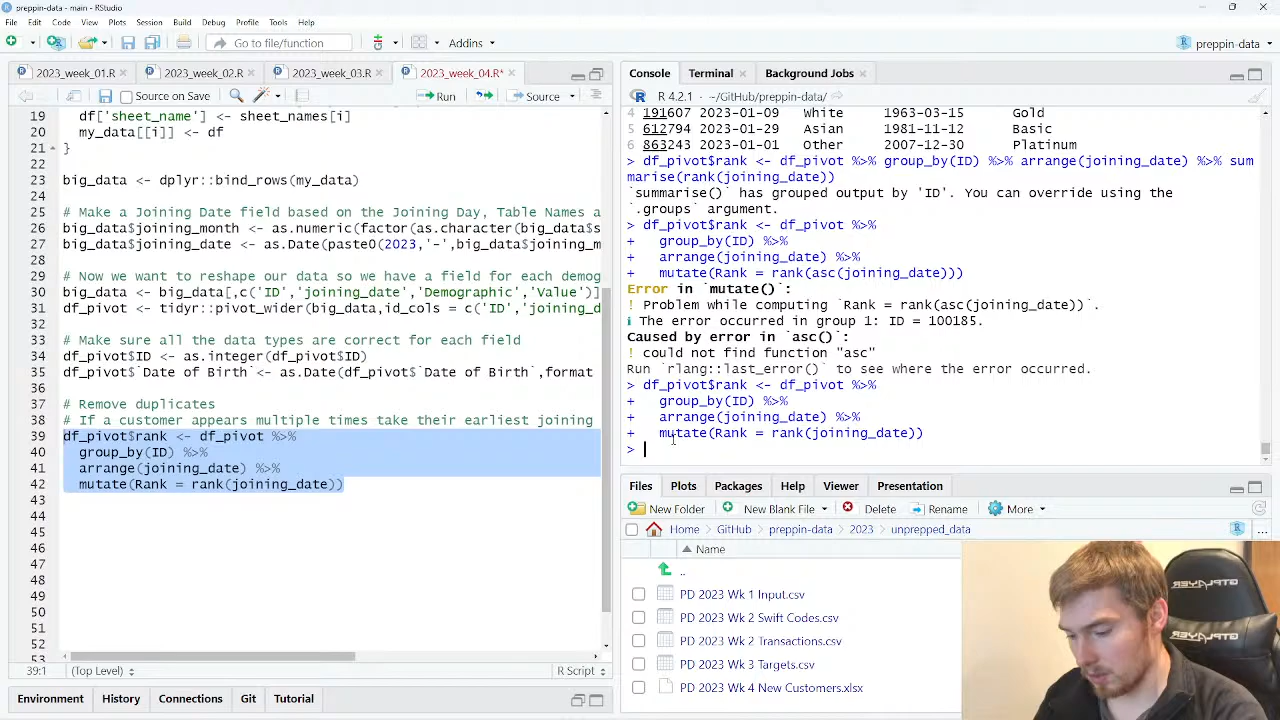 preppin-data - main - RStudio
File Edit Code View Plots Session Build Debug Profile Tools Help
Go to file/function
Addins
preppin-data
2023_week_01.R
2023_week_02.R
2023_week_03.R
2023_week_04.R*
Source on Save
Run
Source
19 df['sheet_name'] <- sheet_names[i]
20 my_data[[i]] <- df
21 }
22
23 big_data <- dplyr::bind_rows(my_data)
24
25 # Make a Joining Date field based on the Joining Day, Table Names a
26 big_data$joining_month <- as.numeric(factor(as.character(big_data$s
27 big_data$joining_date <- as.Date(paste0(2023,'-',big_data$joining_m
28
29 # Now we want to reshape our data so we have a field for each demog
30 big_data <- big_data[,c('ID','joining_date','Demographic','Value')]
31 df_pivot <- tidyr::pivot_wider(big_data,id_cols = c('ID','joining_d
32
33 # Make sure all the data types are correct for each field
34 df_pivot$ID <- as.integer(df_pivot$ID)
35 df_pivot$`Date of Birth`<- as.Date(df_pivot$`Date of Birth`,format
36
37 # Remove duplicates
38 # If a customer appears multiple times take their earliest joining
39 df_pivot$rank <- df_pivot %>%
40 group_by(ID) %>%
41 arrange(joining_date) %>%
42 mutate(Rank = rank(joining_date))
43
44
45
46
47
48
49
50
51
52
39:1 (Top Level) R Script
Environment History Connections Git Tutorial
Console Terminal Background Jobs
R 4.2.1 · ~/GitHub/preppin-data/
4 191607 2023-01-09 White 1963-03-15 Gold
5 612794 2023-01-29 Asian 1981-11-12 Basic
6 863243 2023-01-01 Other 2007-12-30 Platinum
> df_pivot$rank <- df_pivot %>% group_by(ID) %>% arrange(joining_date) %>% sum
marise(rank(joining_date))
`summarise()` has grouped output by 'ID'. You can override using the
`.groups` argument.
> df_pivot$rank <- df_pivot %>%
+ group_by(ID) %>%
+ arrange(joining_date) %>%
+ mutate(Rank = rank(asc(joining_date)))
Error in `mutate()`:
! Problem while computing `Rank = rank(asc(joining_date))`.
i The error occurred in group 1: ID = 100185.
Caused by error in `asc()`:
! could not find function "asc"
Run `rlang::last_error()` to see where the error occurred.
> df_pivot$rank <- df_pivot %>%
+ group_by(ID) %>%
+ arrange(joining_date) %>%
+ mutate(Rank = rank(joining_date))
>
Files Plots Packages Help Viewer Presentation
New Folder New Blank File Delete Rename More
Home GitHub preppin-data 2023 unprepped_data
Name
..
PD 2023 Wk 1 Input.csv
PD 2023 Wk 2 Swift Codes.csv
PD 2023 Wk 2 Transactions.csv
PD 2023 Wk 3 Targets.csv
PD 2023 Wk 4 New Customers.xlsx
GTPLAYER
GTPLAYER